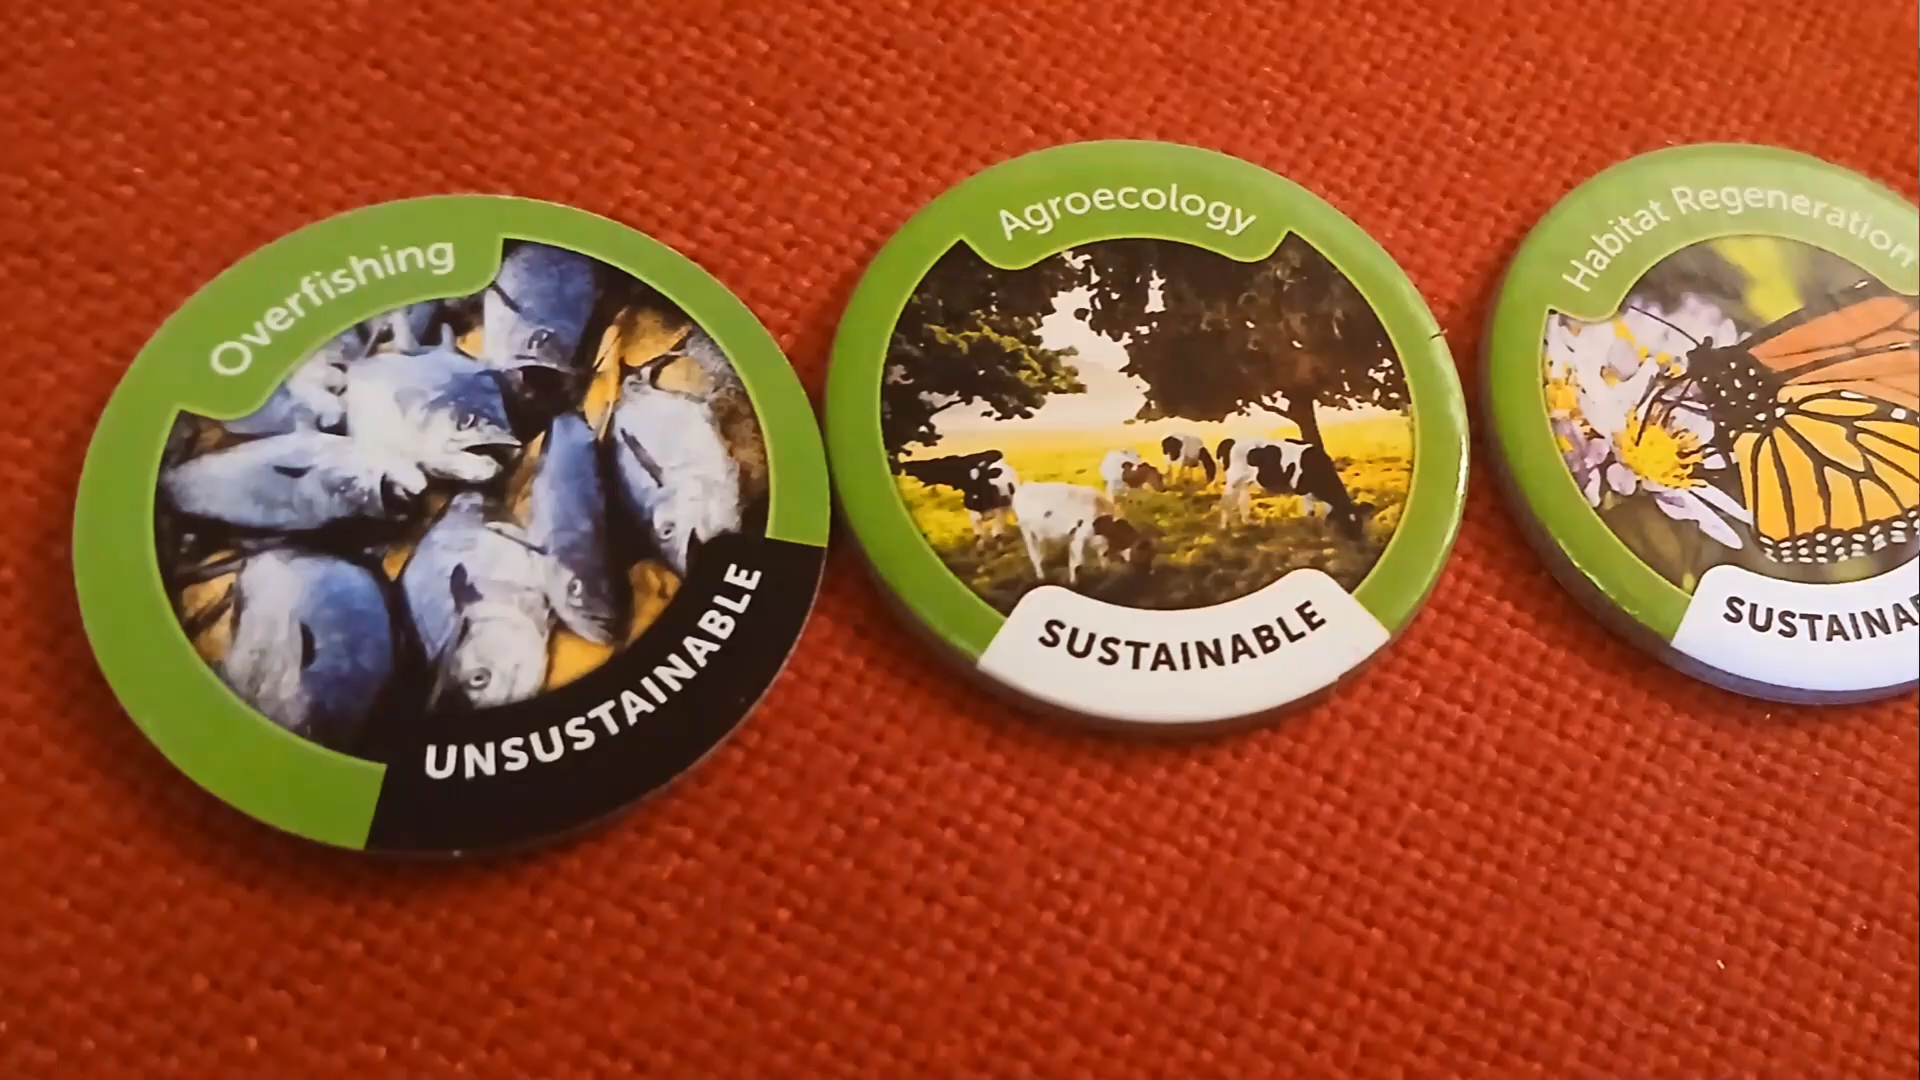 Overfishing
UNSUSTAINABLE
Agroecology
SUSTAINABLE
Habitat Regeneration